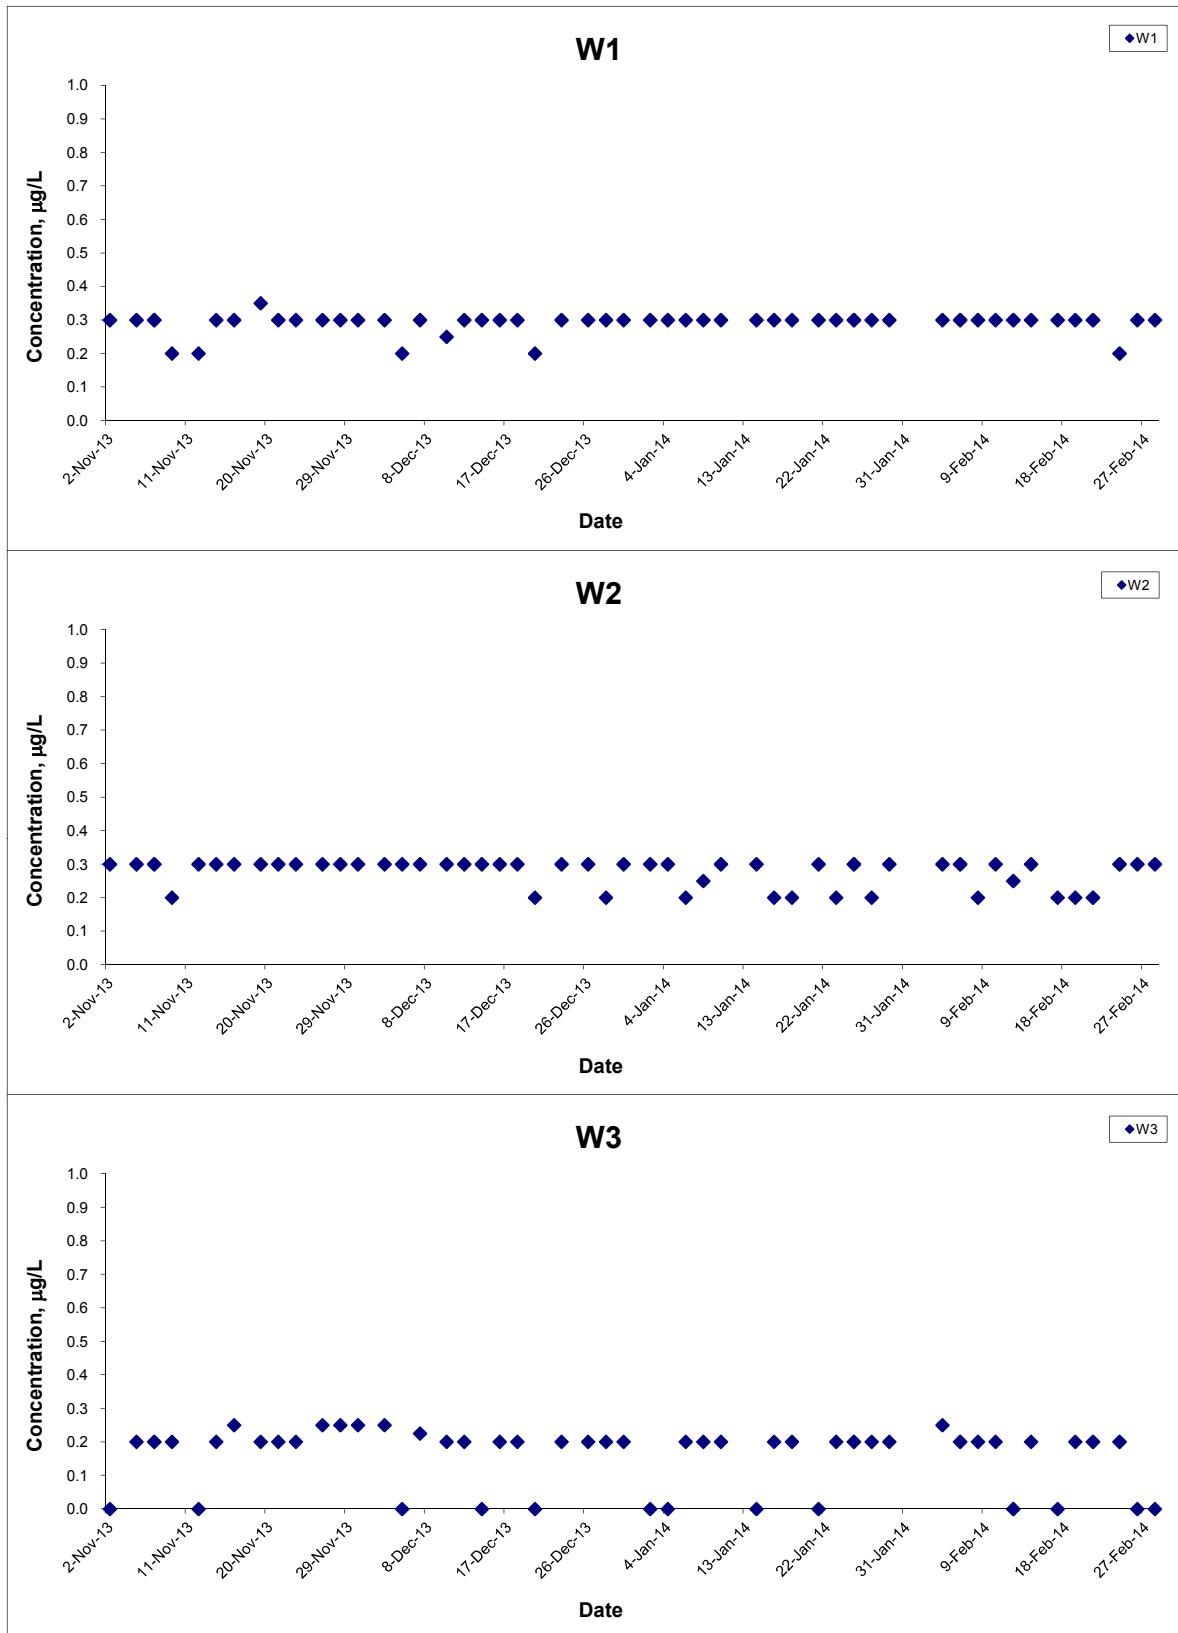 W1
W1
1.0
0.9
0.8
0.7
0.6
0.5
0.4
0.3
0.2
0.1
0.0
Concentration, µg/L
2-Nov-13
11-Nov-13
20-Nov-13
29-Nov-13
8-Dec-13
17-Dec-13
26-Dec-13
4-Jan-14
13-Jan-14
22-Jan-14
31-Jan-14
9-Feb-14
18-Feb-14
27-Feb-14
Date
W2
W2
1.0
0.9
0.8
0.7
0.6
0.5
0.4
0.3
0.2
0.1
0.0
Concentration, µg/L
2-Nov-13
11-Nov-13
20-Nov-13
29-Nov-13
8-Dec-13
17-Dec-13
26-Dec-13
4-Jan-14
13-Jan-14
22-Jan-14
31-Jan-14
9-Feb-14
18-Feb-14
27-Feb-14
Date
W3
W3
1.0
0.9
0.8
0.7
0.6
0.5
0.4
0.3
0.2
0.1
0.0
Concentration, µg/L
2-Nov-13
11-Nov-13
20-Nov-13
29-Nov-13
8-Dec-13
17-Dec-13
26-Dec-13
4-Jan-14
13-Jan-14
22-Jan-14
31-Jan-14
9-Feb-14
18-Feb-14
27-Feb-14
Date